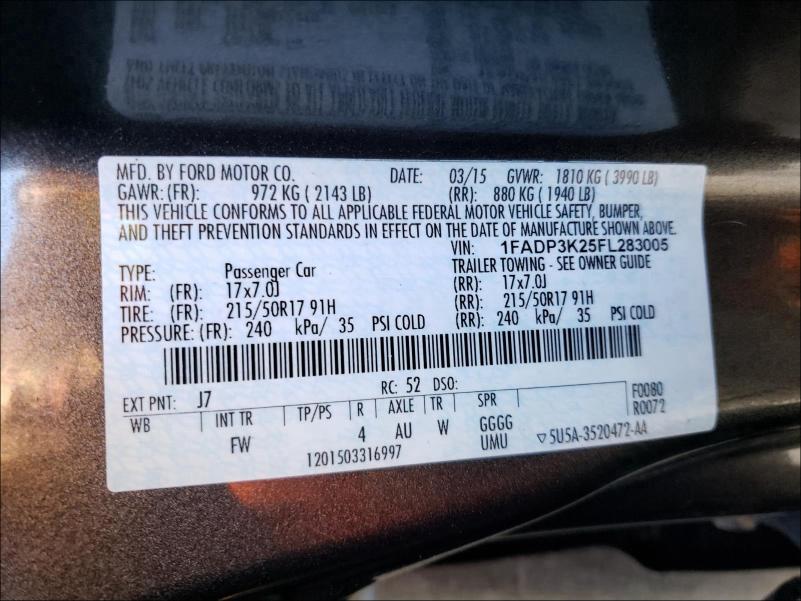 MFD. BY FORD MOTOR CO. DATE: 03/15 GVWR: 1810 KG ( 3990 LB)
GAWR: (FR): 972 KG ( 2143 LB) (RR): 880 KG ( 1940 LB)
THIS VEHICLE CONFORMS TO ALL APPLICABLE FEDERAL MOTOR VEHICLE SAFETY, BUMPER,
AND THEFT PREVENTION STANDARDS IN EFFECT ON THE DATE OF MANUFACTURE SHOWN ABOVE.
VIN: 1FADP3K25FL283005
TYPE: Passenger Car TRAILER TOWING - SEE OWNER GUIDE
RIM: (FR): 17x7.0J (RR): 17x7.0J
TIRE: (FR): 215/50R17 91H (RR): 215/50R17 91H
PRESSURE: (FR): 240 kPa/ 35 PSI COLD (RR): 240 kPa/ 35 PSI COLD
EXT PNT: J7 RC: 52 DSO: F0080
WB INT TR TP/PS R AXLE TR SPR R0072
FW 4 AU W GGGG
1201503316997 UMU ▽5U5A-3520472-AA